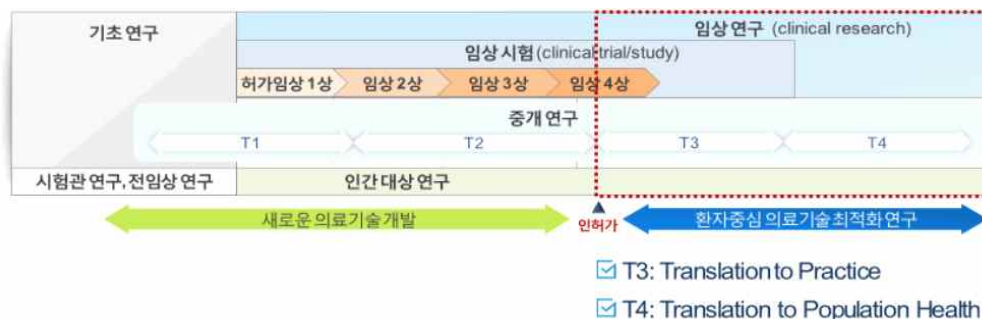 기초 연구
임상 연구 (clinical research)
임상 시험 (clinical trial/study)
허가임상 1상 임상 2상 임상 3상 임상 4상
중개 연구
T1 T2 T3 T4
시험관 연구, 전임상 연구 인간 대상 연구
새로운 의료기술 개발 인허가 환자중심 의료기술 최적화 연구
T3: Translation to Practice
T4: Translation to Population Health